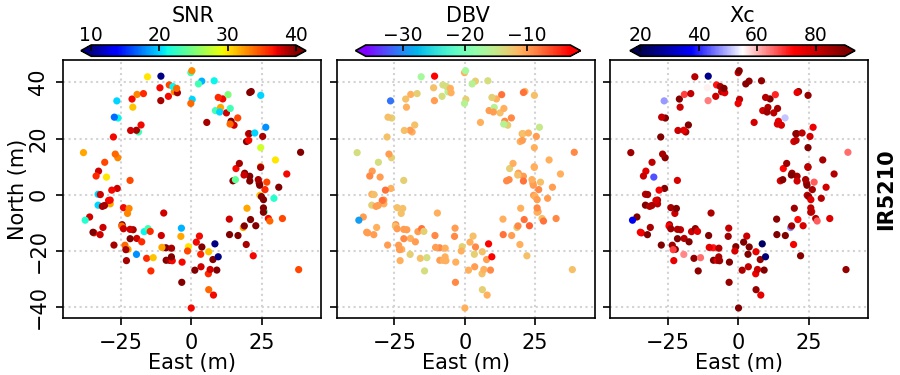 SNR DBV Xc
10 20 30 40 −30 −20 −10 20 40 60 80
40
20
0
−20
−40
North (m)
−25 0 25 −25 0 25 −25 0 25
East (m) East (m) East (m)
IR5210